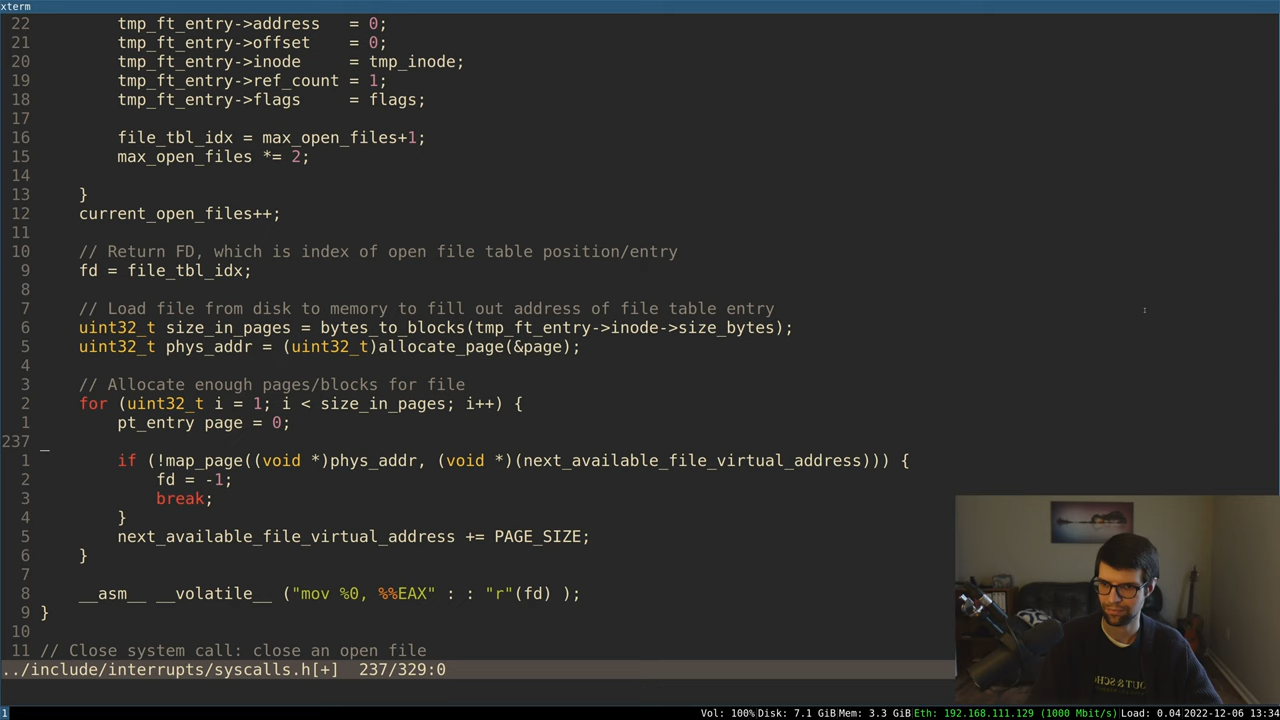 xterm
22 tmp_ft_entry->address = 0;
21 tmp_ft_entry->offset = 0;
20 tmp_ft_entry->inode = tmp_inode;
19 tmp_ft_entry->ref_count = 1;
18 tmp_ft_entry->flags = flags;
17
16 file_tbl_idx = max_open_files+1;
15 max_open_files *= 2;
14
13 }
12 current_open_files++;
11
10 // Return FD, which is index of open file table position/entry
9 fd = file_tbl_idx;
8
7 // Load file from disk to memory to fill out address of file table entry
6 uint32_t size_in_pages = bytes_to_blocks(tmp_ft_entry->inode->size_bytes);
5 uint32_t phys_addr = (uint32_t)allocate_page(&page);
4
3 // Allocate enough pages/blocks for file
2 for (uint32_t i = 1; i < size_in_pages; i++) {
1 pt_entry page = 0;
237
1 if (!map_page((void *)phys_addr, (void *)(next_available_file_virtual_address))) {
2 fd = -1;
3 break;
4 }
5 next_available_file_virtual_address += PAGE_SIZE;
6 }
7
8 __asm__ __volatile__ ("mov %0, %%EAX" : : "r"(fd) );
9 }
10
11 // Close system call: close an open file
../include/interrupts/syscalls.h[+] 237/329:0
1 Vol: 100% Disk: 7.1 GiB Mem: 3.3 GiB Eth: 192.168.111.129 (1000 Mbit/s) Load: 0.04 2022-12-06 13:34